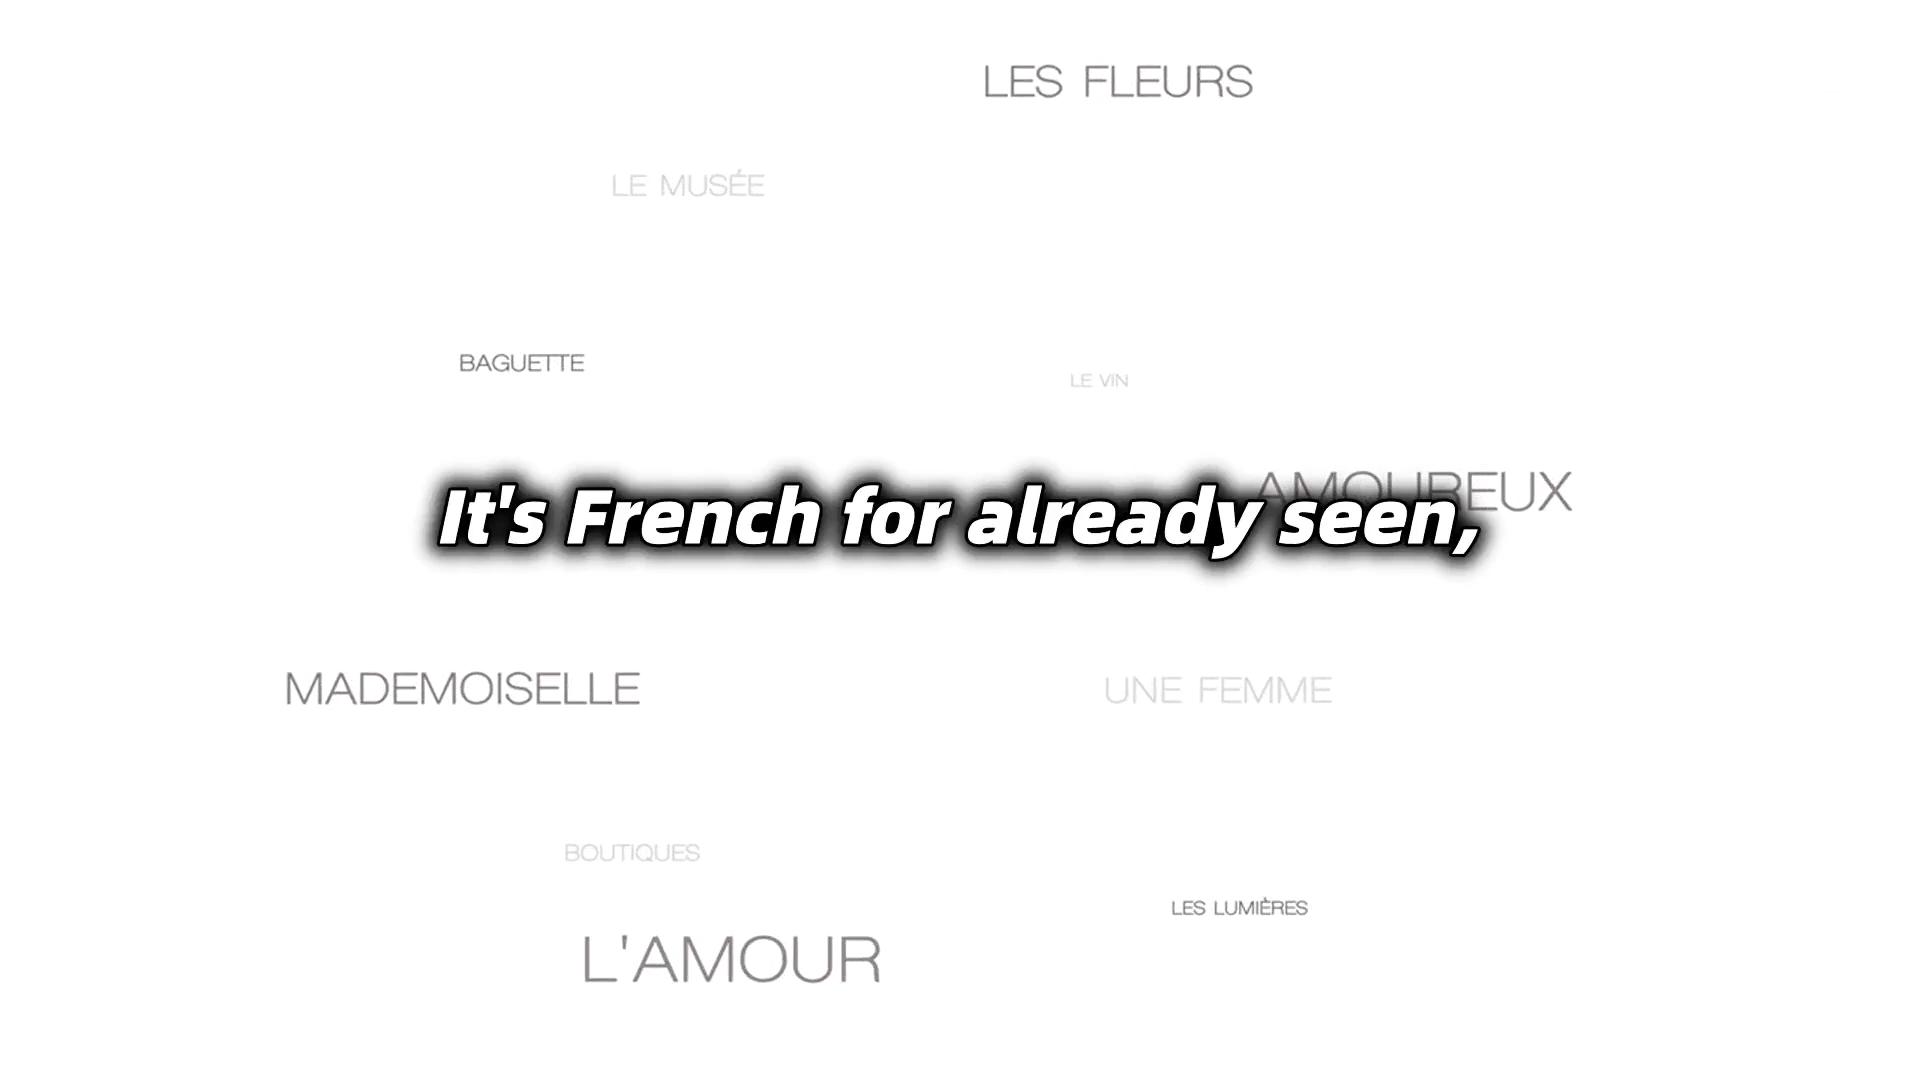 LES FLEURS
LE MUSÉE
BAGUETTE
LE VIN
AMOUREUX
It's French for already seen,
MADEMOISELLE
UNE FEMME
BOUTIQUES
LES LUMIÈRES
L'AMOUR